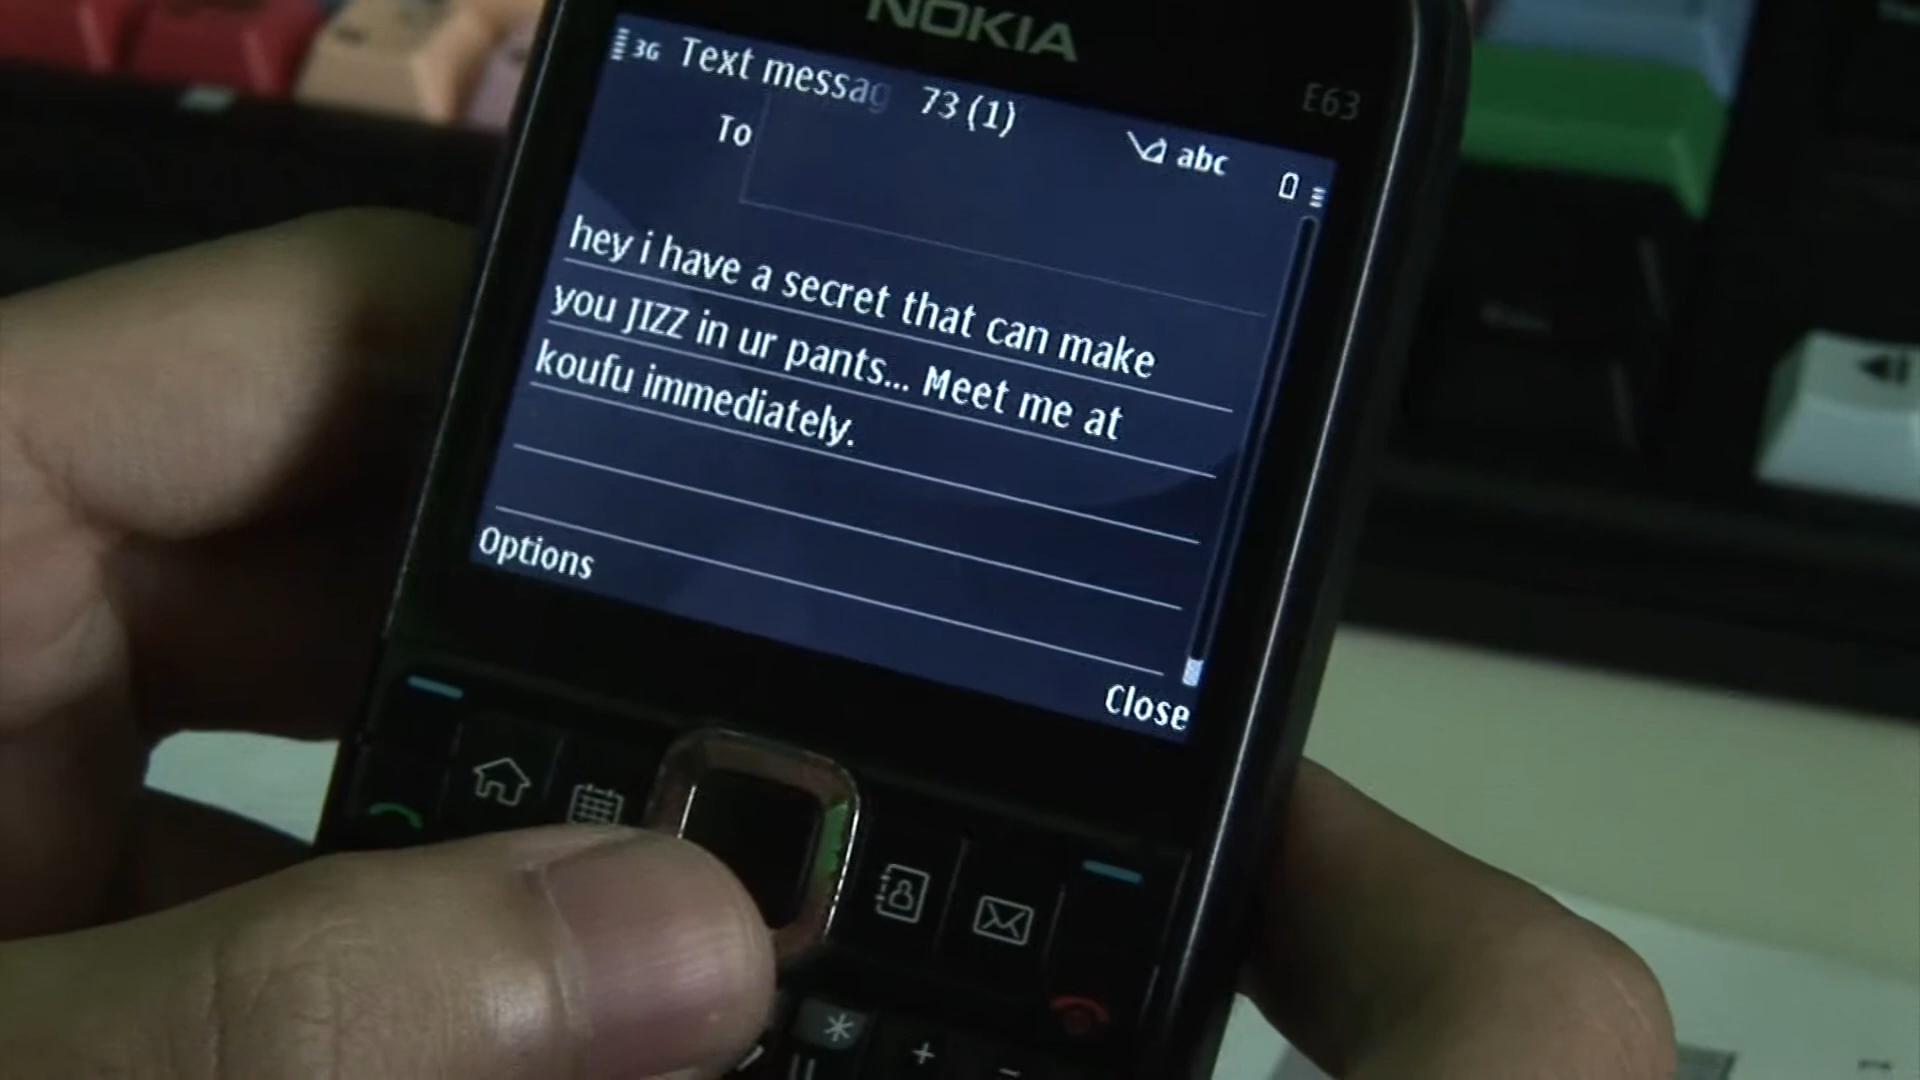 NOKIA
E63
3G Text messag 73 (1) abc
To
hey i have a secret that can make
you JIZZ in ur pants... Meet me at
koufu immediately.
Options
Close
*
+
-